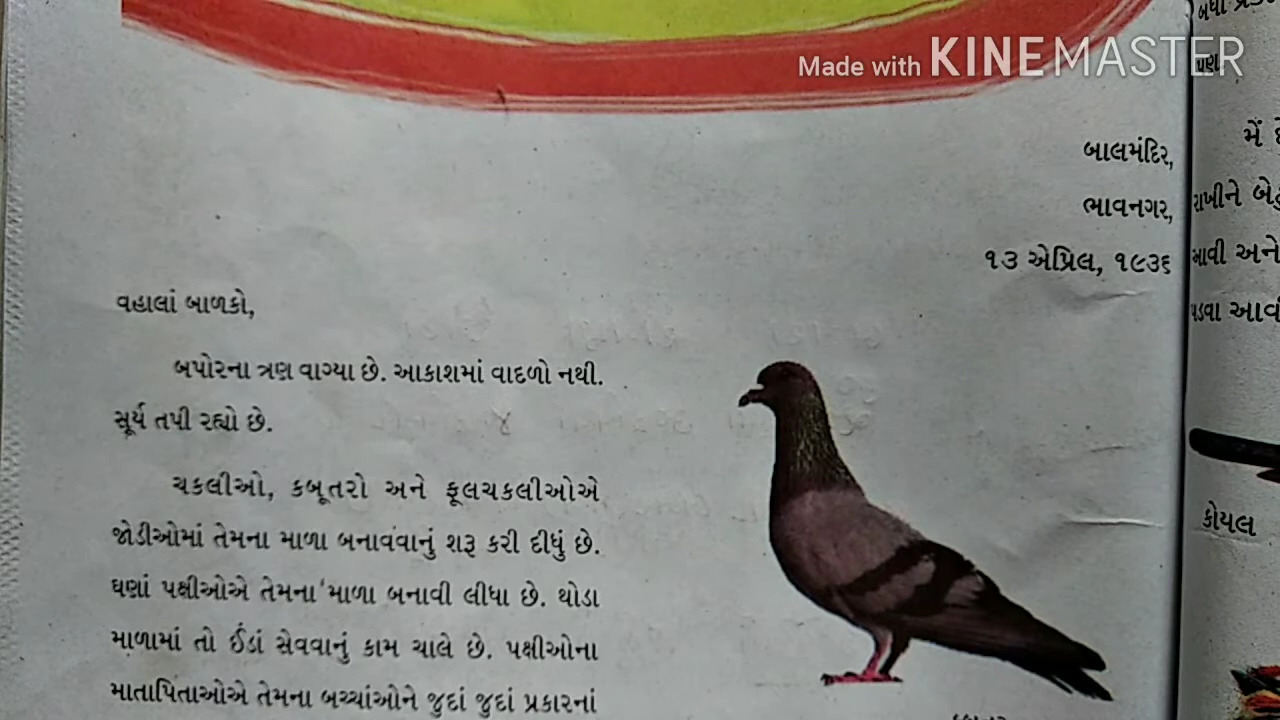 Made with KINEMASTER
બાલમંદિર,
ભાવનગર,
૧૩ એપ્રિલ, ૧૯૩૬
વહાલાં બાળકો,
બપોરના ત્રણ વાગ્યા છે. આકાશમાં વાદળો નથી.
સૂર્ય તપી રહ્યો છે.
ચકલીઓ, કબૂતરો અને ફૂલચકલીઓએ
જોડીઓમાં તેમના માળા બનાવવાનું શરૂ કરી દીધું છે.
ઘણાં પક્ષીઓએ તેમના માળા બનાવી લીધા છે. થોડા
માળામાં તો ઈંડાં સેવવાનું કામ ચાલે છે. પક્ષીઓના
માતાપિતાઓએ તેમના બચ્ચાંઓને જુદાં જુદાં પ્રકારનાં
પણ
મેં
રાખીને
આવી અને
પડવા
કોયલ